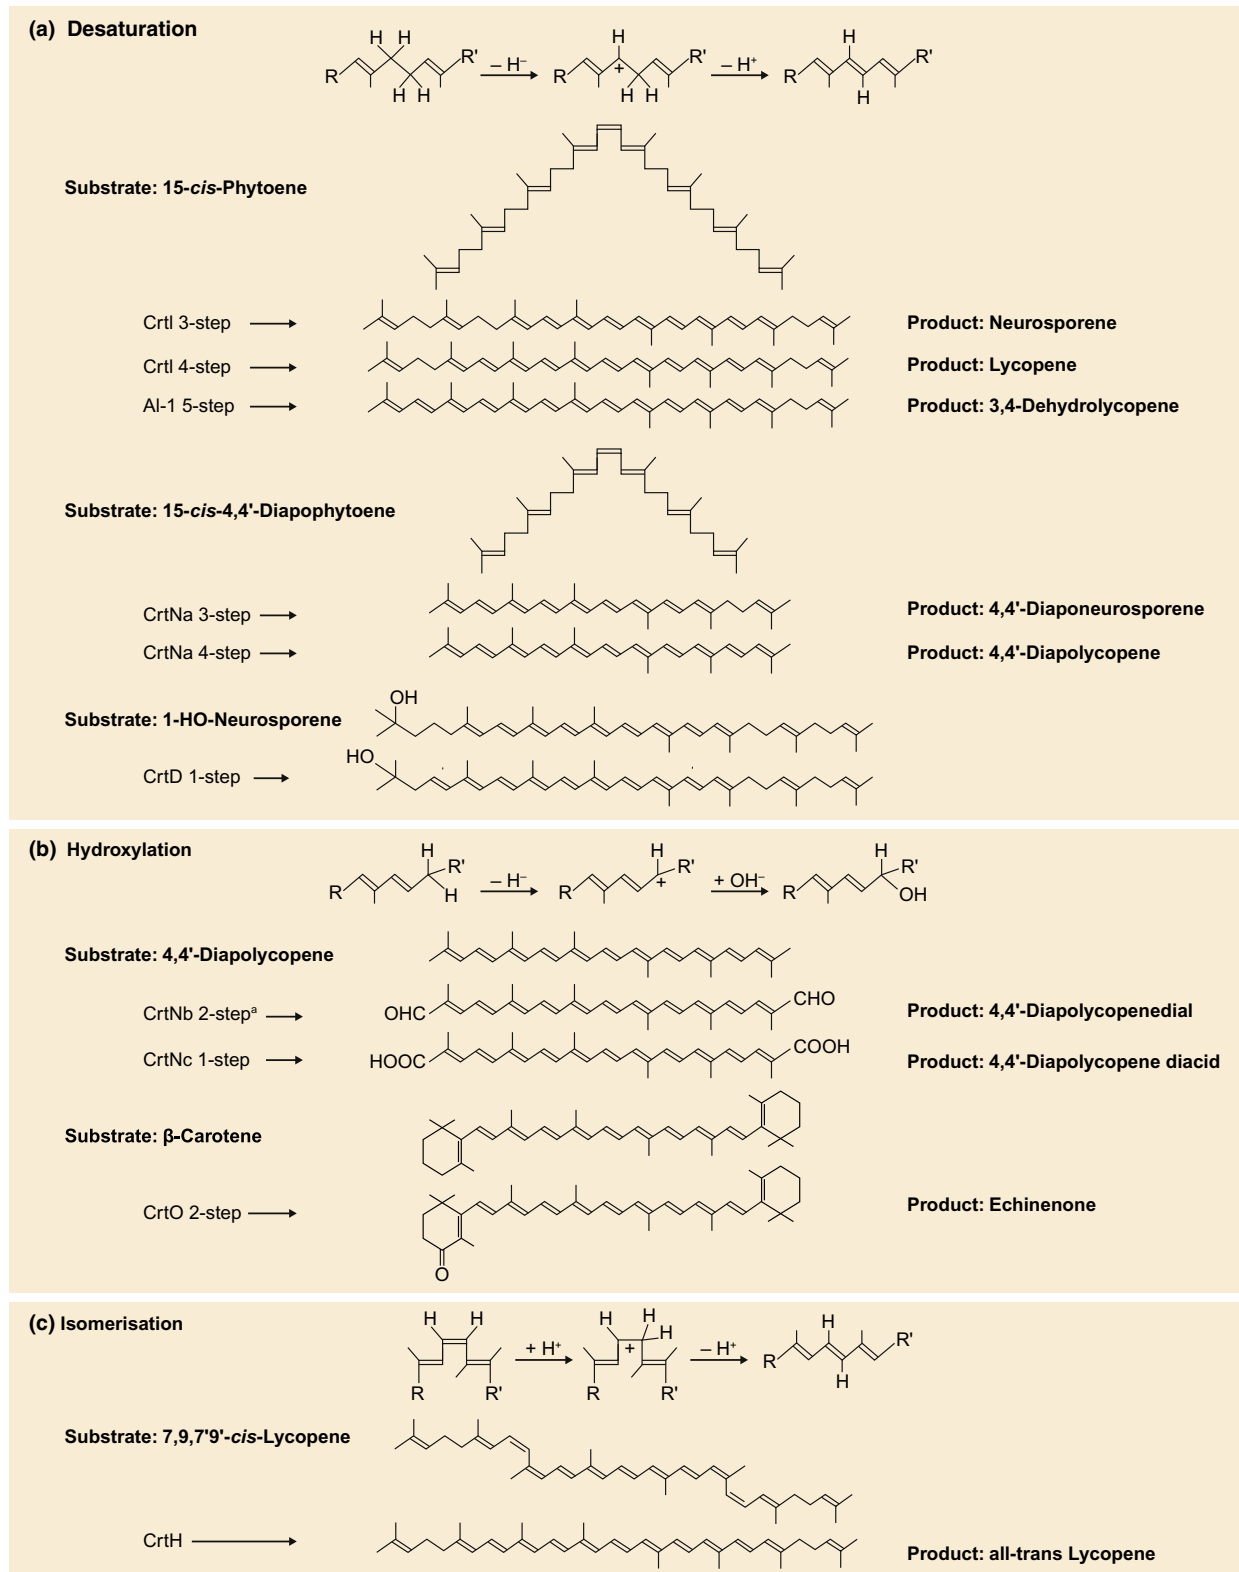 (a) Desaturation
H H
R'
R
H H
– H⁻
H
R'
R
+
H H
– H⁺
H
R'
R
H
Substrate: 15-cis-Phytoene
CrtI 3-step
Product: Neurosporene
CrtI 4-step
Product: Lycopene
Al-1 5-step
Product: 3,4-Dehydrolycopene
Substrate: 15-cis-4,4'-Diapophytoene
CrtNa 3-step
Product: 4,4'-Diaponeurosporene
CrtNa 4-step
Product: 4,4'-Diapolycopene
OH
Substrate: 1-HO-Neurosporene
HO
CrtD 1-step
(b) Hydroxylation
H
R'
R
H
– H⁻
H
R'
R
+
+ OH⁻
H
R'
R
OH
Substrate: 4,4'-Diapolycopene
CrtNb 2-stepᵃ
OHC
CHO
Product: 4,4'-Diapolycopenedial
CrtNc 1-step
HOOC
COOH
Product: 4,4'-Diapolycopene diacid
Substrate: β-Carotene
CrtO 2-step
O
Product: Echinenone
(c) Isomerisation
H H
R R'
+ H⁺
H H
H
+
R R'
– H⁺
H
R'
R
H
Substrate: 7,9,7'9'-cis-Lycopene
CrtH
Product: all-trans Lycopene